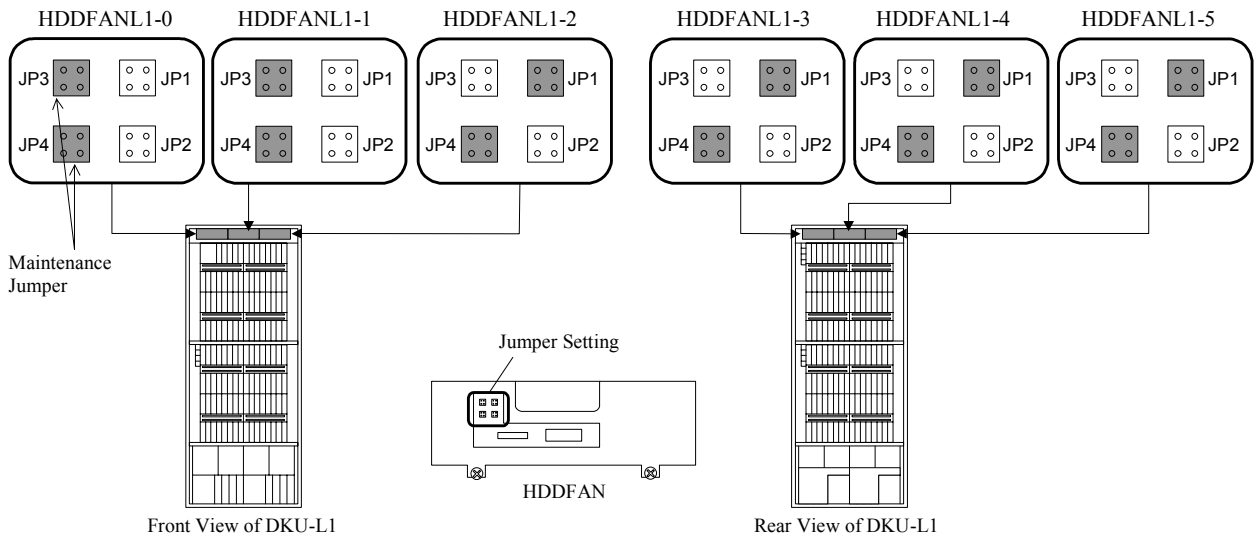 HDDFANL1-0 HDDFANL1-1 HDDFANL1-2 HDDFANL1-3 HDDFANL1-4 HDDFANL1-5
JP3 JP1 JP3 JP1 JP3 JP1 JP3 JP1 JP3 JP1 JP3 JP1
JP4 JP2 JP4 JP2 JP4 JP2 JP4 JP2 JP4 JP2 JP4 JP2
Maintenance
Jumper
Jumper Setting
HDDFAN
Front View of DKU-L1
Rear View of DKU-L1